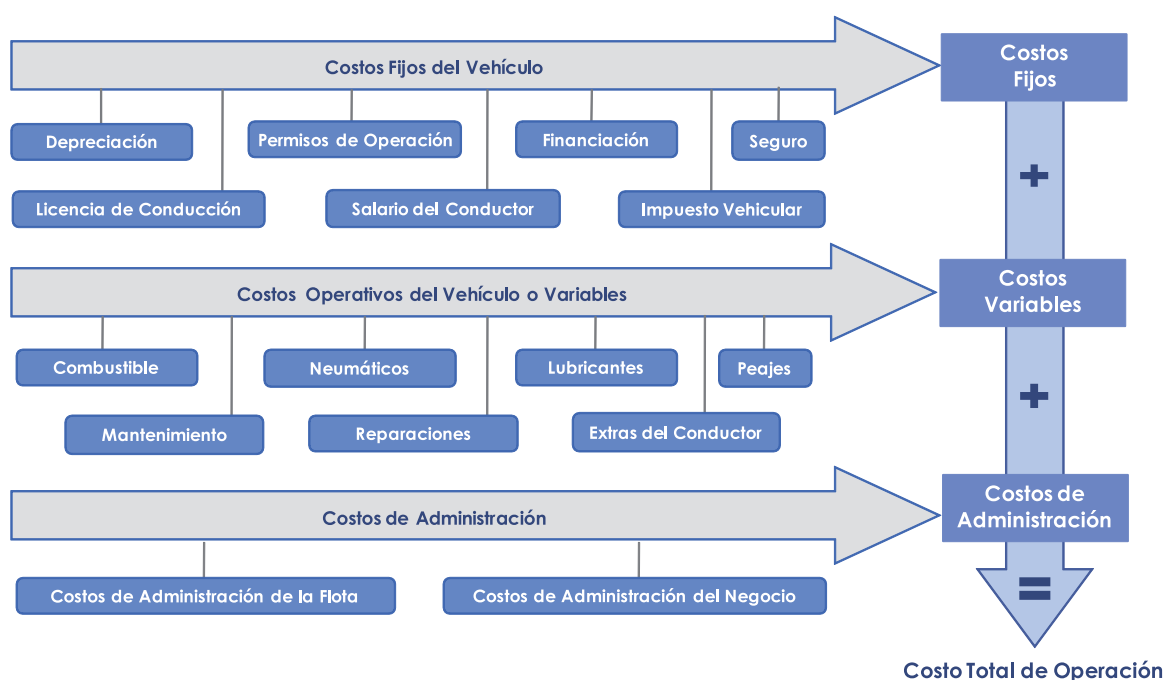 Costos Fijos del Vehículo
Costos
Fijos
Depreciación
Permisos de Operación
Financiación
Seguro
Licencia de Conducción
Salario del Conductor
Impuesto Vehicular
+
Costos Operativos del Vehículo o Variables
Costos
Variables
Combustible
Neumáticos
Lubricantes
Peajes
Mantenimiento
Reparaciones
Extras del Conductor
+
Costos de Administración
Costos de
Administración
Costos de Administración de la Flota
Costos de Administración del Negocio
=
Costo Total de Operación